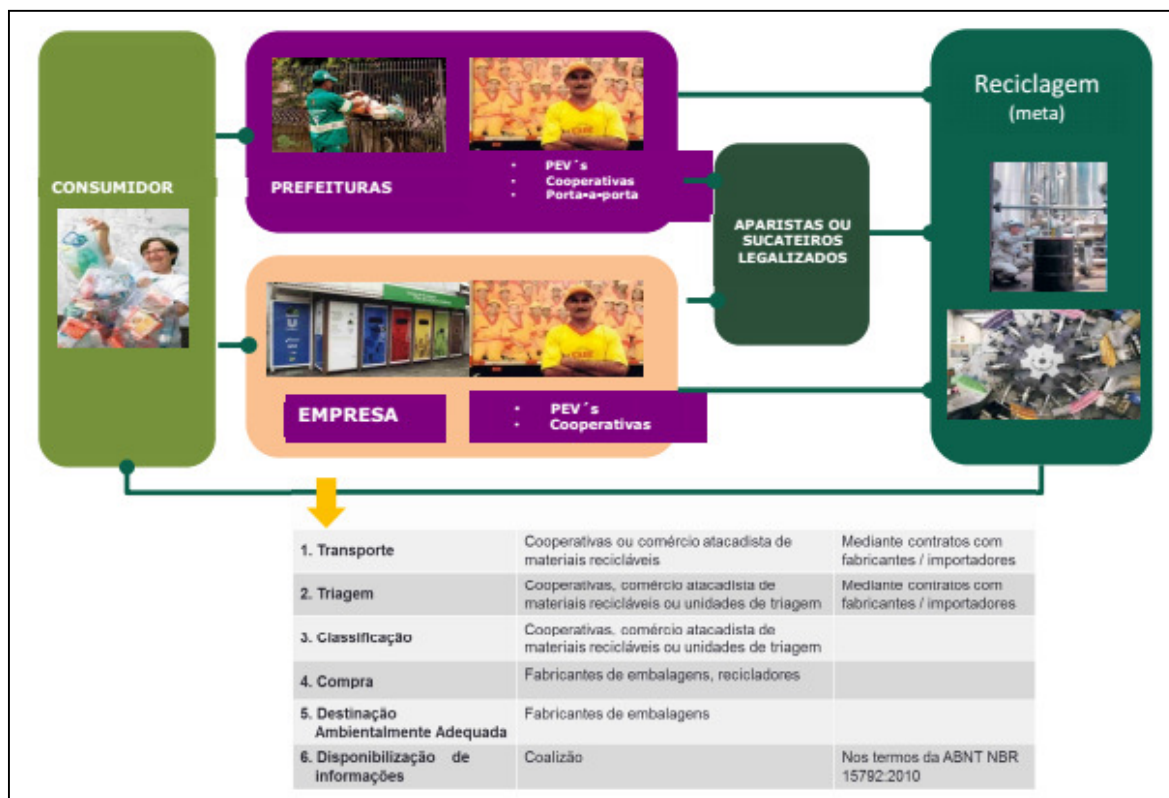 CONSUMIDOR
PREFEITURAS
• PEV´s
• Cooperativas
• Porta-a-porta
EMPRESA
• PEV´s
• Cooperativas
APARISTAS OU
SUCATEIROS
LEGALIZADOS
Reciclagem
(meta)
1. Transporte
Cooperativas ou comércio atacadista de
materiais recicláveis
Mediante contratos com
fabricantes / importadores
2. Triagem
Cooperativas, comércio atacadista de
materiais recicláveis ou unidades de triagem
Mediante contratos com
fabricantes / importadores
3. Classificação
Cooperativas, comércio atacadista de
materiais recicláveis ou unidades de triagem
4. Compra
Fabricantes de embalagens, recicladores
5. Destinação
Ambientalmente Adequada
Fabricantes de embalagens
6. Disponibilização de
informações
Coalizão
Nos termos da ABNT NBR
15792:2010